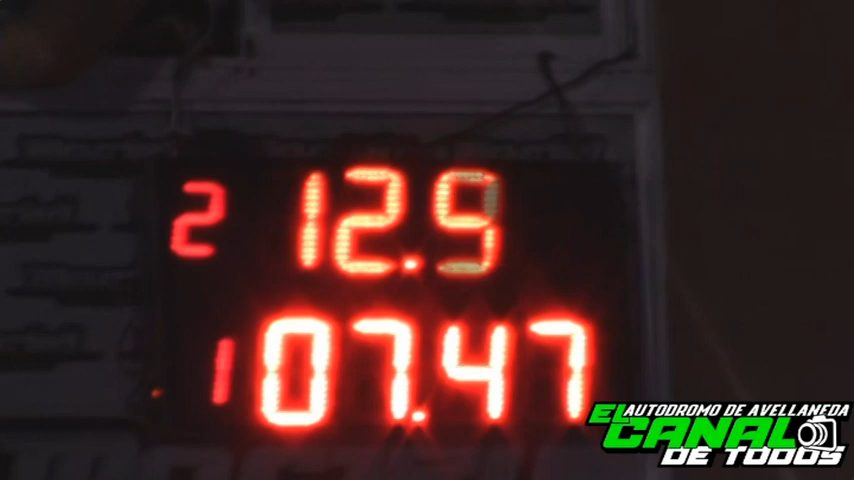 2 12.9
1 07.47
AUTODROMO DE AVELLANEDA
EL CANAL
DE TODOS